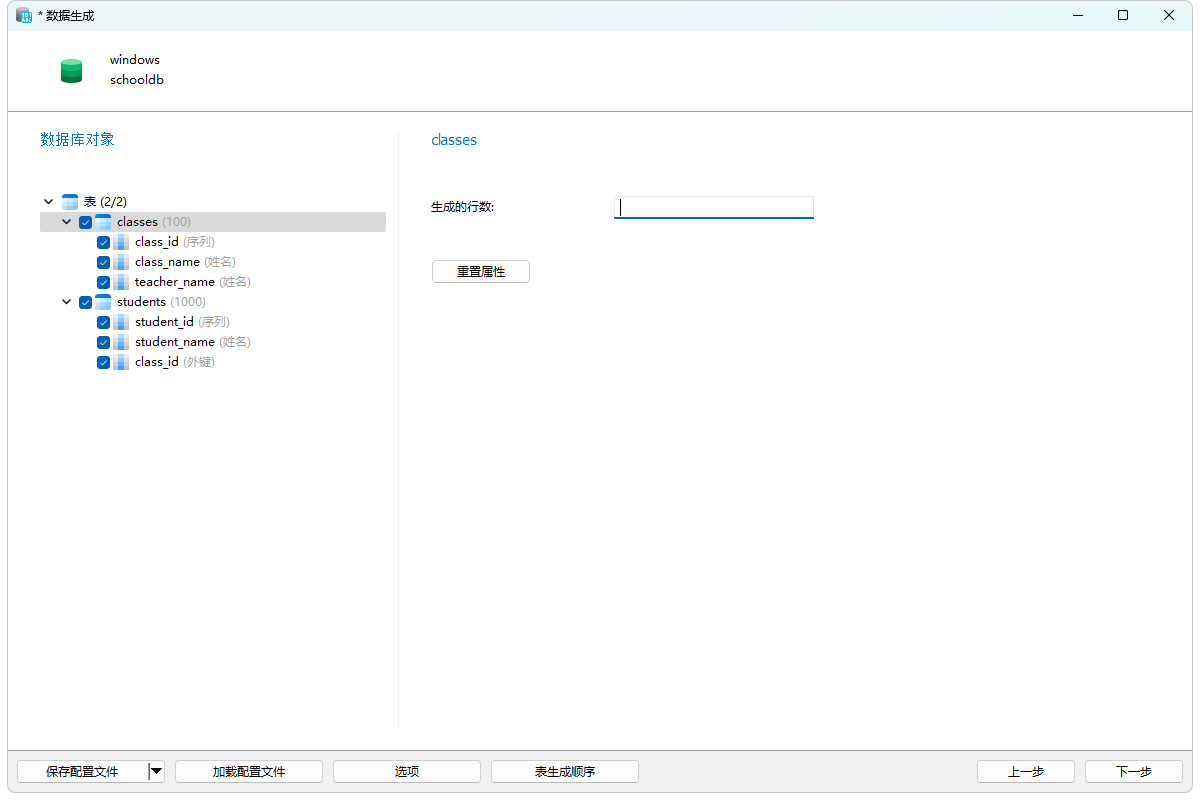 * 数据生成
windows
schooldb
数据库对象
表 (2/2)
classes (100)
class_id (序列)
class_name (姓名)
teacher_name (姓名)
students (1000)
student_id (序列)
student_name (姓名)
class_id (外键)
classes
生成的行数:
重置属性
保存配置文件
加载配置文件
选项
表生成顺序
上一步
下一步